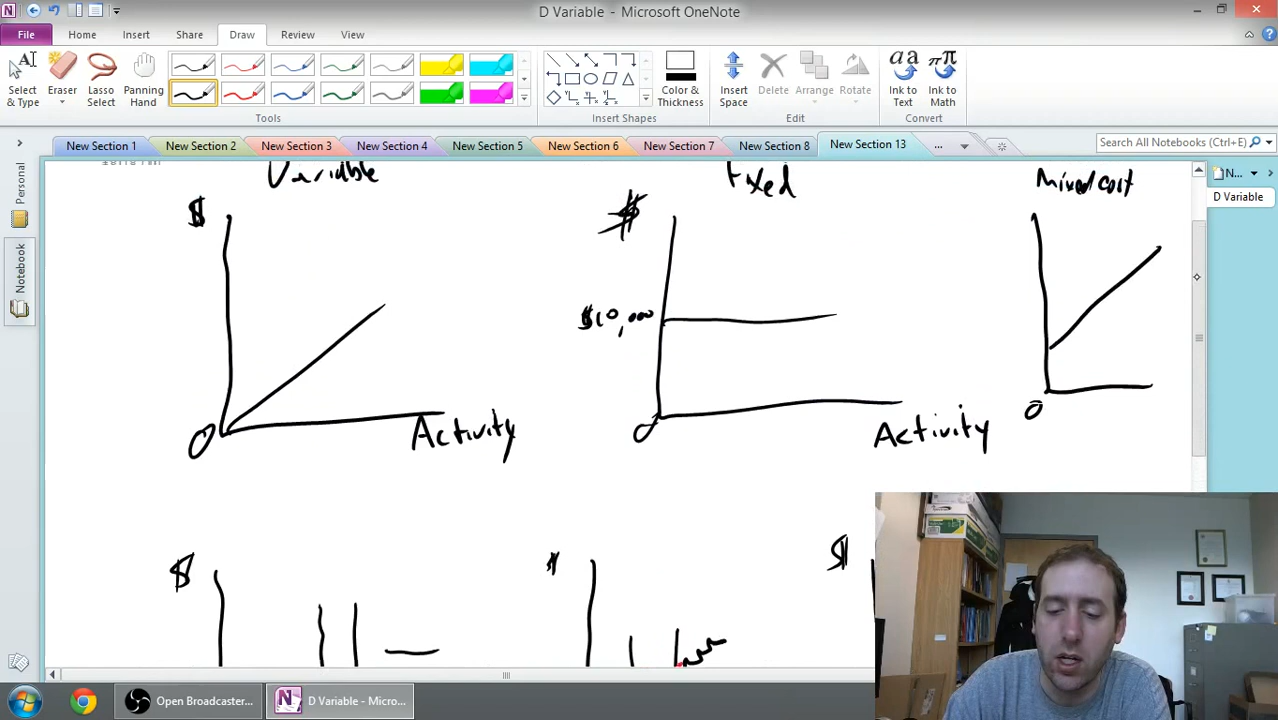 D Variable - Microsoft OneNote
File Home Insert Share Draw Review View
Select & Type
Eraser
Lasso Select
Panning Hand
Color & Thickness
Insert Space
Delete
Arrange
Rotate
Ink to Text
Ink to Math
Tools
Insert Shapes
Edit
Convert
New Section 1 New Section 2 New Section 3 New Section 4 New Section 5 New Section 6 New Section 7 New Section 8 New Section 13 ...
Search All Notebooks (Ctrl+E)
N...
D Variable
Personal
Notebook
Variable
Fixed
Mixed cost
$
$
$10,000
0
Activity
0
Activity
0
$
$
$
Open Broadcaster...
D Variable - Micro...